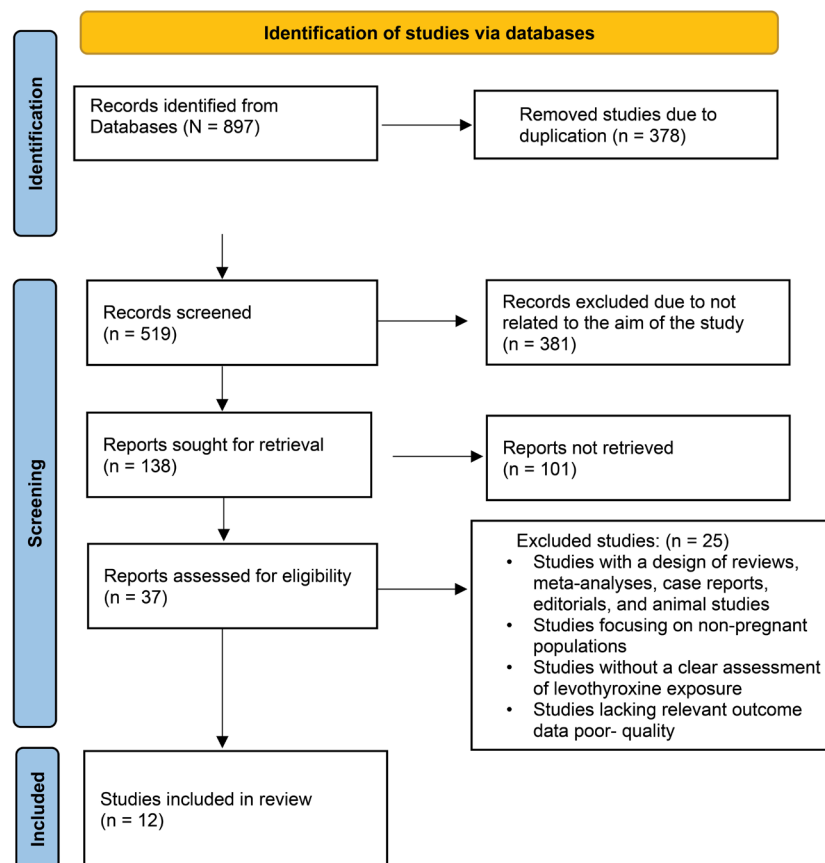 Identification of studies via databases
Identification
Records identified from
Databases (N = 897)
Removed studies due to
duplication (n = 378)
Screening
Records screened
(n = 519)
Records excluded due to not
related to the aim of the study
(n = 381)
Reports sought for retrieval
(n = 138)
Reports not retrieved
(n = 101)
Reports assessed for eligibility
(n = 37)
Excluded studies: (n = 25)
• Studies with a design of reviews,
meta-analyses, case reports,
editorials, and animal studies
• Studies focusing on non-pregnant
populations
• Studies without a clear assessment
of levothyroxine exposure
• Studies lacking relevant outcome
data poor- quality
Included
Studies included in review
(n = 12)